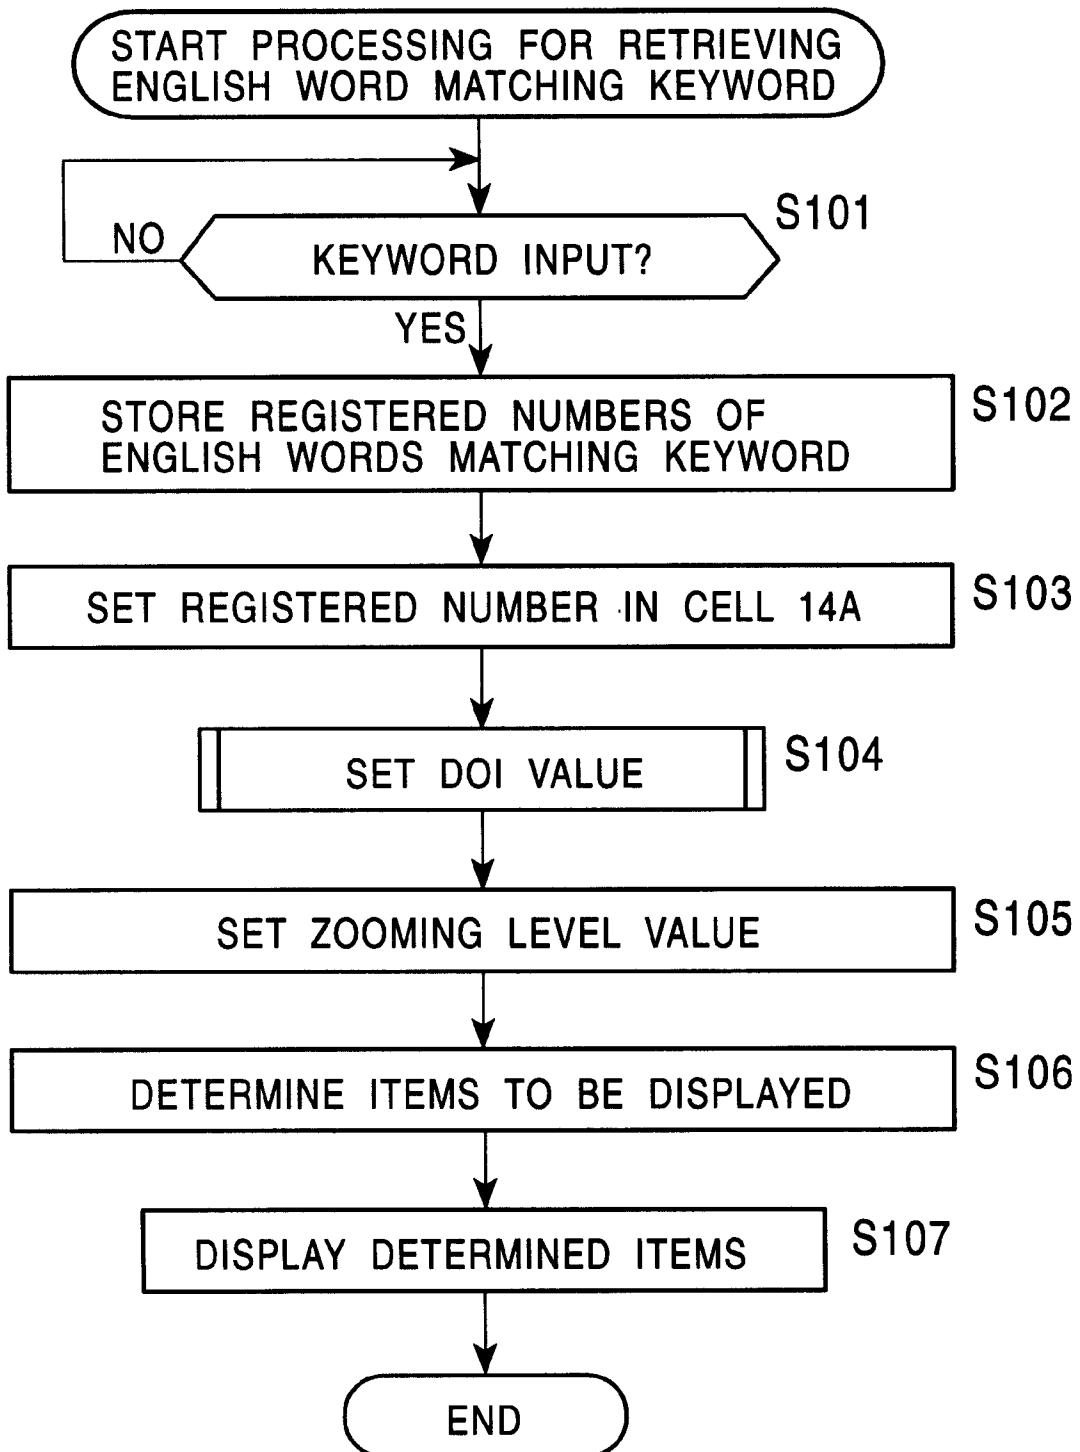 START PROCESSING FOR RETRIEVING
ENGLISH WORD MATCHING KEYWORD
S101
NO
KEYWORD INPUT?
YES
S102
STORE REGISTERED NUMBERS OF
ENGLISH WORDS MATCHING KEYWORD
S103
SET REGISTERED NUMBER IN CELL 14A
S104
SET DOI VALUE
S105
SET ZOOMING LEVEL VALUE
S106
DETERMINE ITEMS TO BE DISPLAYED
S107
DISPLAY DETERMINED ITEMS
END